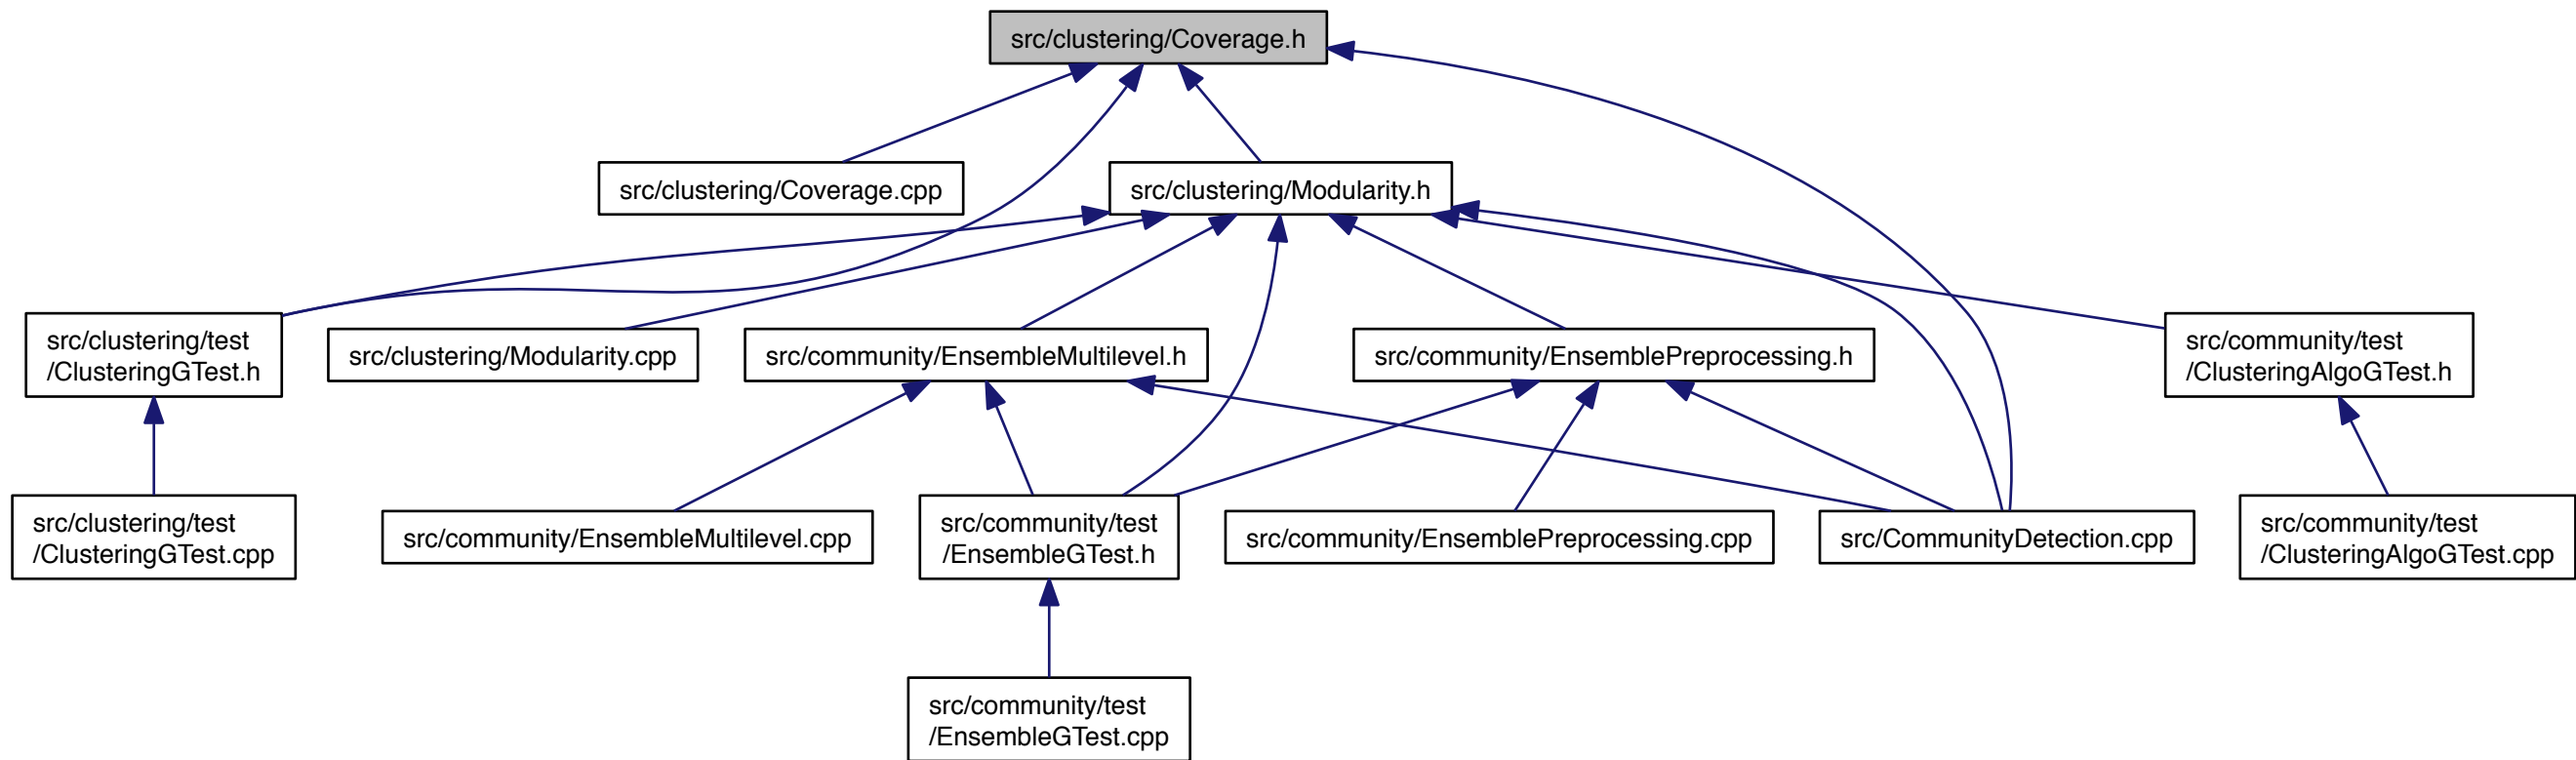 src/clustering/Coverage.h
src/clustering/Coverage.cpp
src/clustering/Modularity.h
src/clustering/test
/ClusteringGTest.h
src/clustering/Modularity.cpp
src/community/EnsembleMultilevel.h
src/community/EnsemblePreprocessing.h
src/community/test
/ClusteringAlgoGTest.h
src/clustering/test
/ClusteringGTest.cpp
src/community/EnsembleMultilevel.cpp
src/community/test
/EnsembleGTest.h
src/community/EnsemblePreprocessing.cpp
src/CommunityDetection.cpp
src/community/test
/ClusteringAlgoGTest.cpp
src/community/test
/EnsembleGTest.cpp